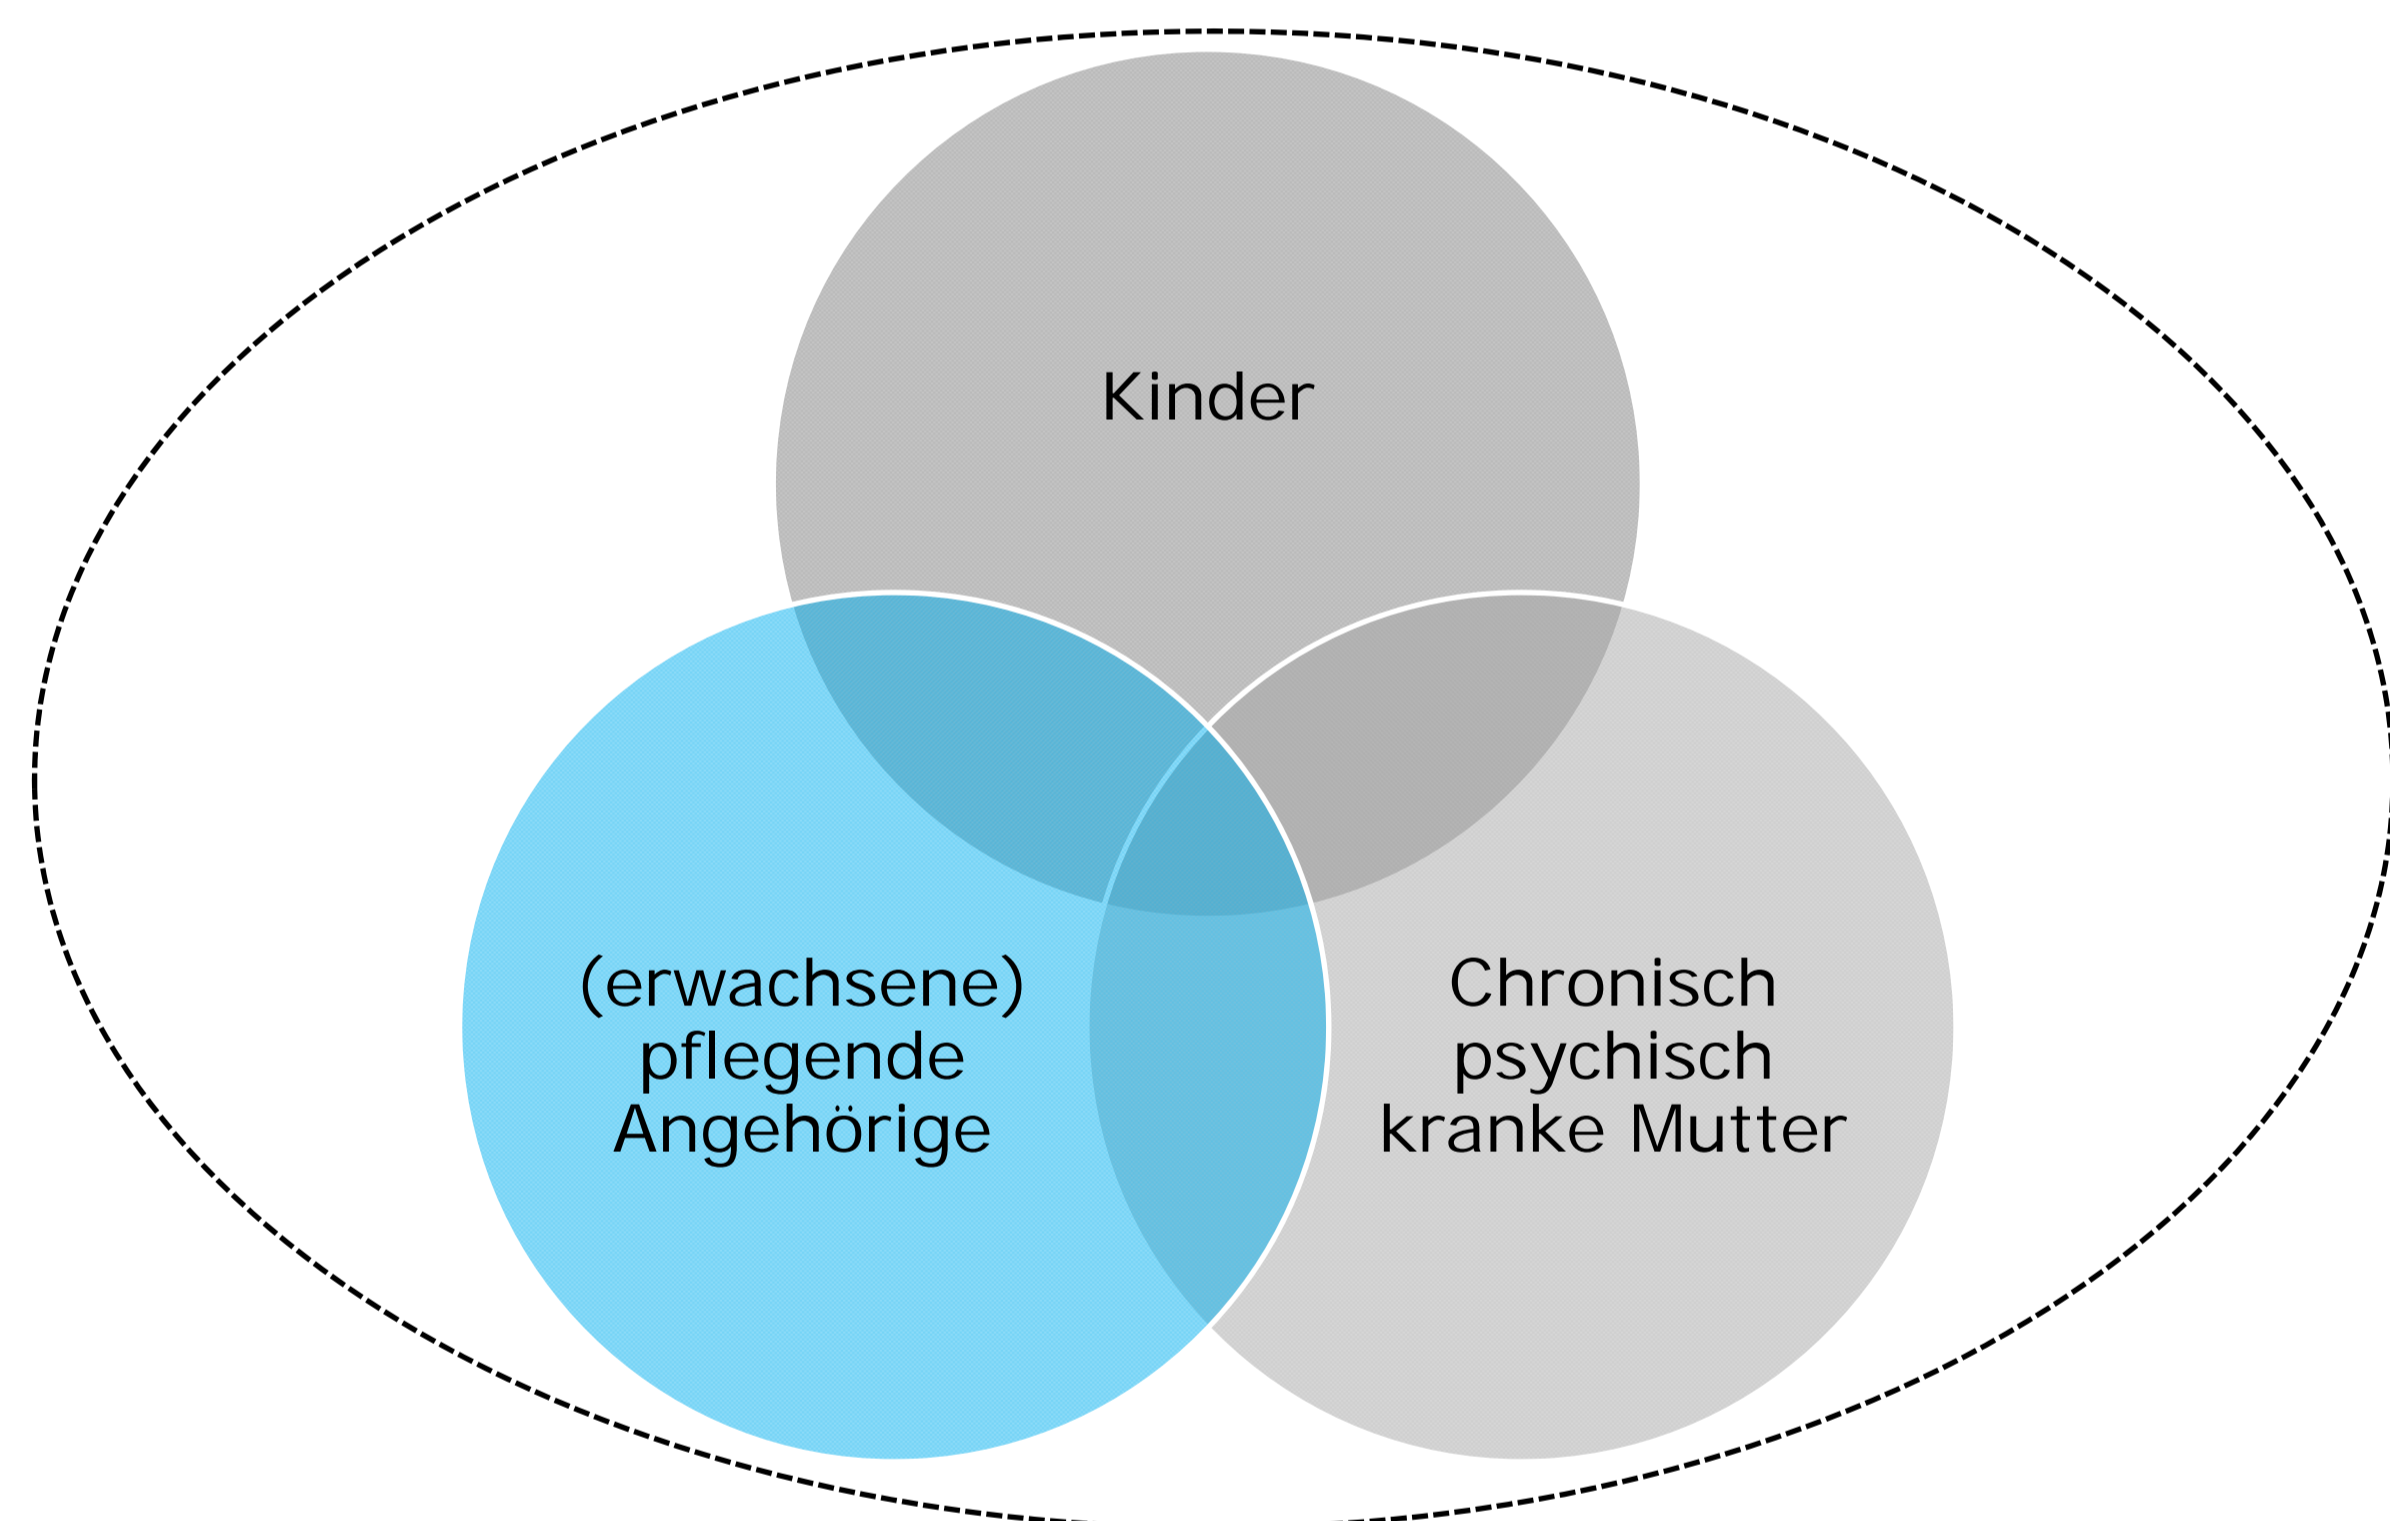 Kinder
(erwachsene)
pflegende
Angehörige
Chronisch
psychisch
kranke Mutter